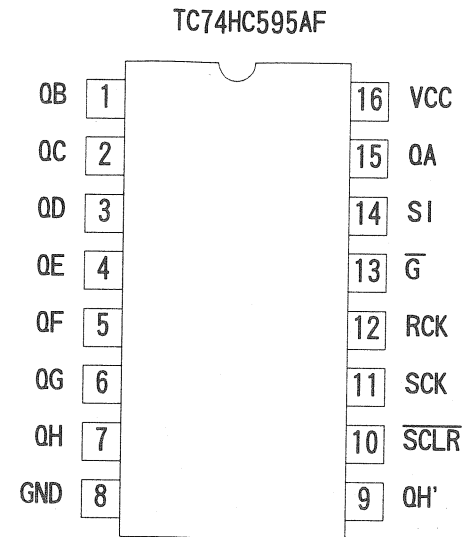 TC74HC595AF
QB 1 16 VCC
QC 2 15 QA
QD 3 14 SI
QE 4 13 G̅
QF 5 12 RCK
QG 6 11 SCK
QH 7 10 S̅C̅L̅R̅
GND 8 9 QH'